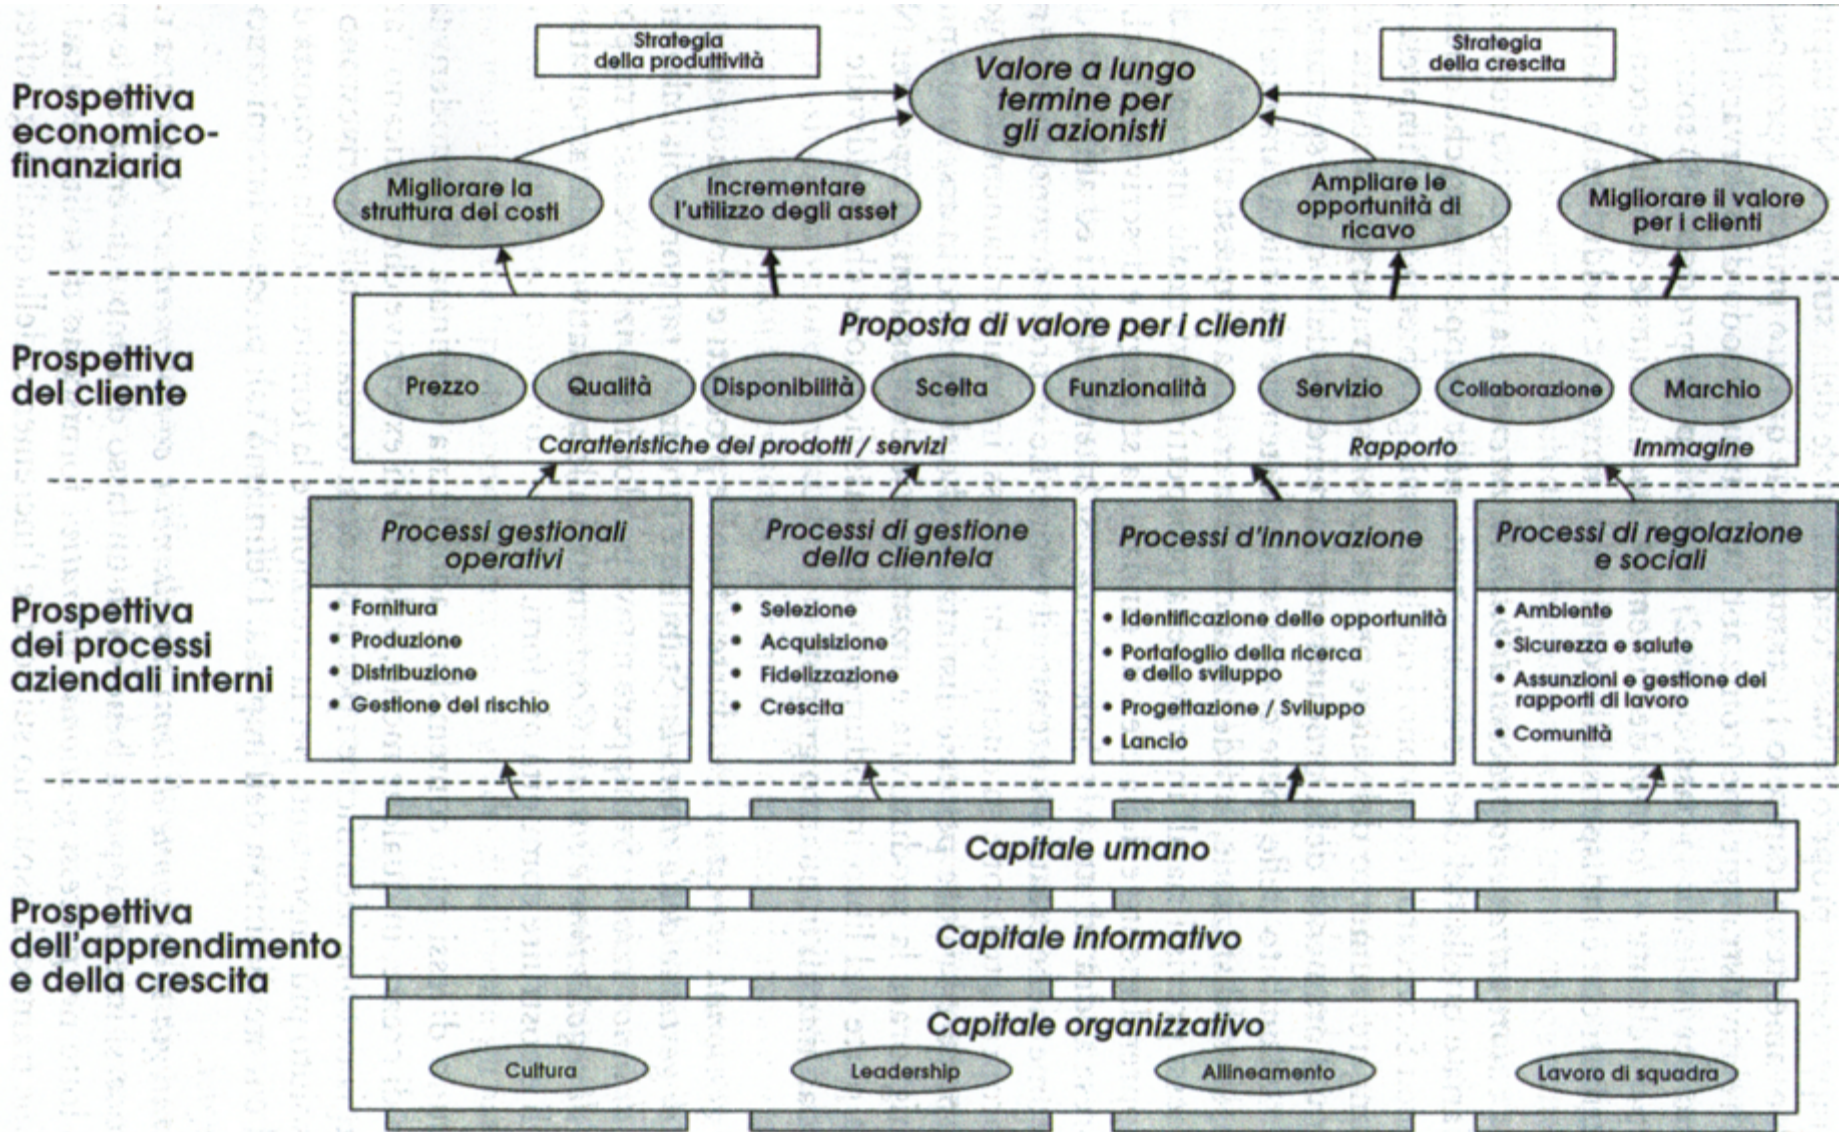 Strategia
della produttività
Strategia
della crescita
Valore a lungo
termine per
gli azionisti
Prospettiva
economico-
finanziaria
Migliorare la
struttura dei costi
Incrementare
l'utilizzo degli asset
Ampliare le
opportunità di
ricavo
Migliorare il valore
per i clienti
Prospettiva
del cliente
Proposta di valore per i clienti
Prezzo
Qualità
Disponibilità
Scelta
Funzionalità
Servizio
Collaborazione
Marchio
Caratteristiche dei prodotti / servizi
Rapporto
Immagine
Prospettiva
dei processi
aziendali interni
Processi gestionali
operativi
• Fornitura
• Produzione
• Distribuzione
• Gestione del rischio
Processi di gestione
della clientela
• Selezione
• Acquisizione
• Fidelizzazione
• Crescita
Processi d'innovazione
• Identificazione delle opportunità
• Portafoglio della ricerca
e dello sviluppo
• Progettazione / Sviluppo
• Lancio
Processi di regolazione
e sociali
• Ambiente
• Sicurezza e salute
• Assunzioni e gestione dei
rapporti di lavoro
• Comunità
Prospettiva
dell'apprendimento
e della crescita
Capitale umano
Capitale informativo
Capitale organizzativo
Cultura
Leadership
Allineamento
Lavoro di squadra